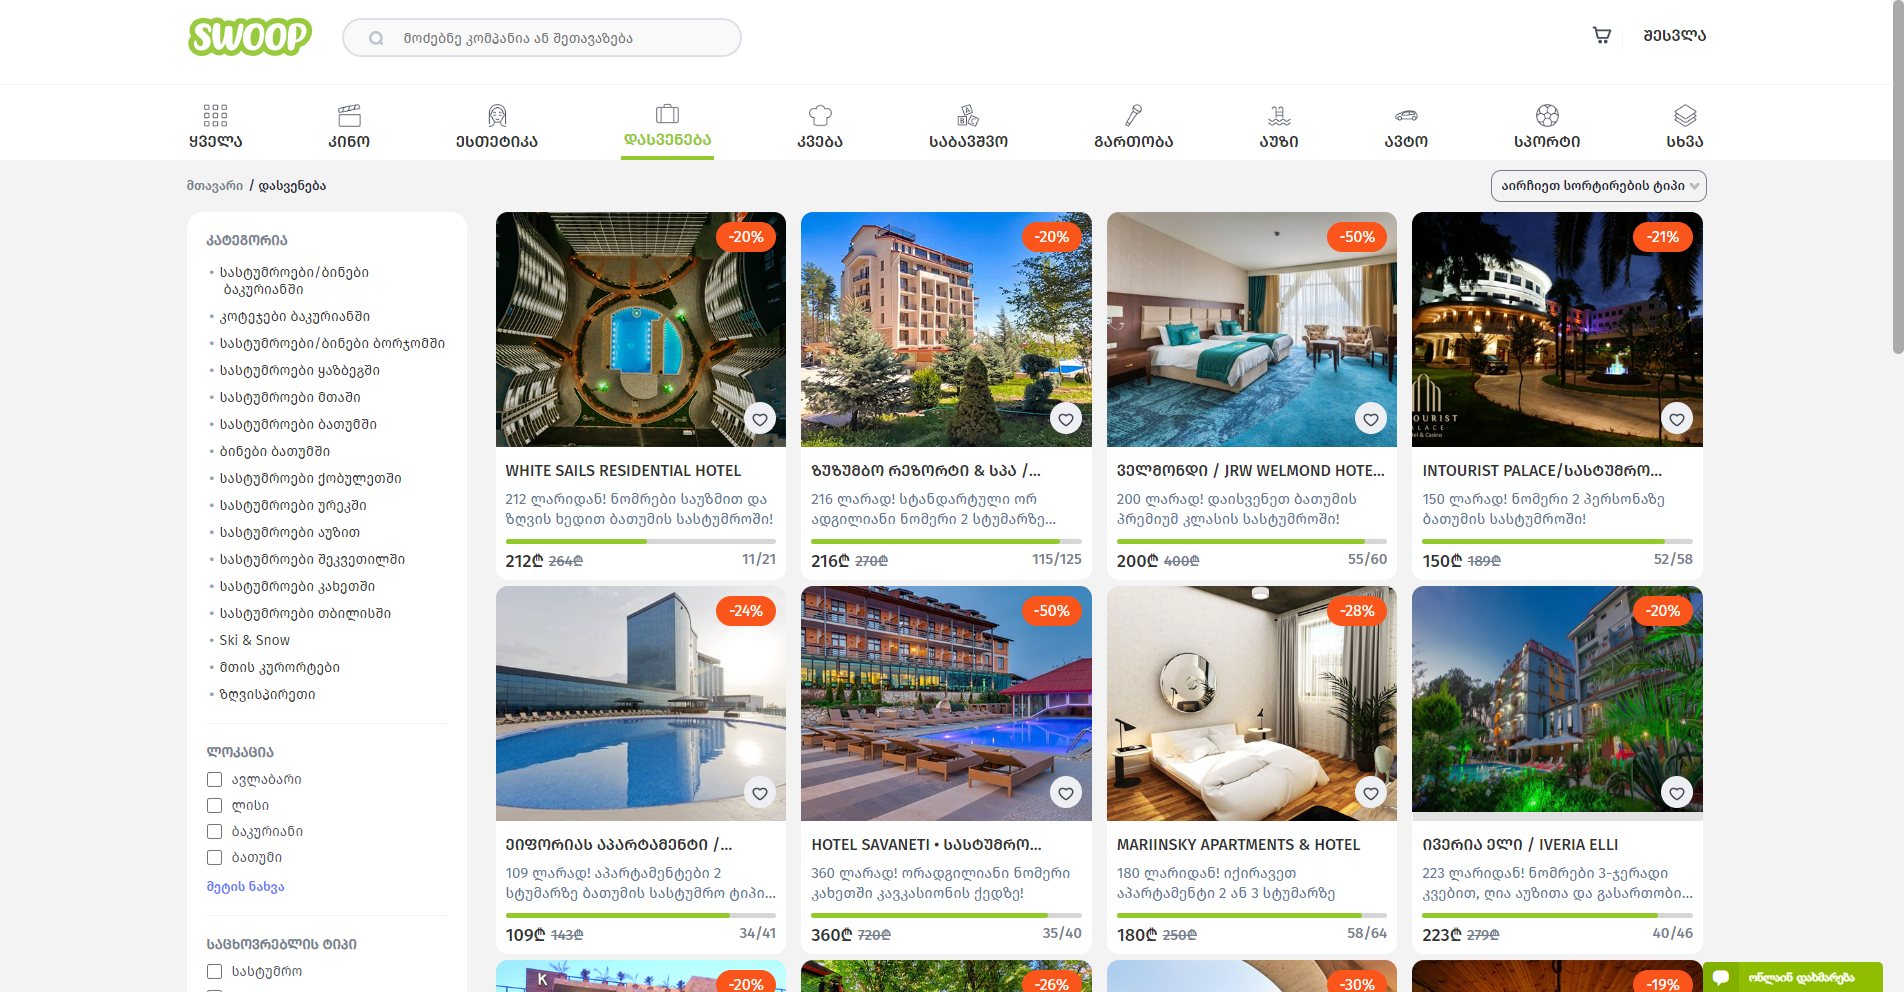 SWOOP
მოძებნე კომპანია ან შეთავაზება
შესვლა
ყველა
კინო
ესთეტიკა
დასვენება
კვება
საბავშვო
გართობა
აუზი
ავტო
სპორტი
სხვა
მთავარი / დასვენება
აირჩიეთ სორტირების ტიპი
კატეგორია
• სასტუმროები/ბინები
ბაკურიანში
• კოტეჯები ბაკურიანში
• სასტუმროები/ბინები ბორჯომში
• სასტუმროები ყაზბეგში
• სასტუმროები მთაში
• სასტუმროები ბათუმში
• ბინები ბათუმში
• სასტუმროები ქობულეთში
• სასტუმროები ურეკში
• სასტუმროები აუზით
• სასტუმროები შეკვეთილში
• სასტუმროები კახეთში
• სასტუმროები თბილისში
• Ski & Snow
• მთის კურორტები
• ზღვისპირეთი
ლოკაცია
ავლაბარი
ლისი
ბაკურიანი
ბათუმი
მეტის ნახვა
საცხოვრებლის ტიპი
სასტუმრო
-20%
WHITE SAILS RESIDENTIAL HOTEL
212 ლარიდან! ნომრები საუზმით და
ზღვის ხედით ბათუმის სასტუმროში!
212₾ 264₾ 11/21
-20%
ზუზუმბო რეზორტი & სპა /...
216 ლარად! სტანდარტული ორ
ადგილიანი ნომერი 2 სტუმარზე...
216₾ 270₾ 115/125
-50%
ველმონდი / JRW WELMOND HOTE...
200 ლარად! დაისვენეთ ბათუმის
პრემიუმ კლასის სასტუმროში!
200₾ 400₾ 55/60
-21%
OURIST
ALACE
tel & Casino
INTOURIST PALACE/სასტუმრო...
150 ლარად! ნომერი 2 პერსონაზე
ბათუმის სასტუმროში!
150₾ 189₾ 52/58
-24%
ეიფორიას აპარტამენტი /...
109 ლარად! აპარტამენტები 2
სტუმარზე ბათუმის სასტუმრო ტიპი...
109₾ 143₾ 34/41
-50%
HOTEL SAVANETI • სასტუმრო...
360 ლარად! ორადგილიანი ნომერი
კახეთში კავკასიონის ქედზე!
360₾ 720₾ 35/40
-28%
MARIINSKY APARTMENTS & HOTEL
180 ლარიდან! იქირავეთ
აპარტამენტი 2 ან 3 სტუმარზე
180₾ 250₾ 58/64
-20%
ივერია ელი / IVERIA ELLI
223 ლარიდან! ნომრები 3-ჯერადი
კვებით, ღია აუზითა და გასართობი...
223₾ 279₾ 40/46
K
-20%
-26%
-30%
-19%
ონლაინ დახმარება